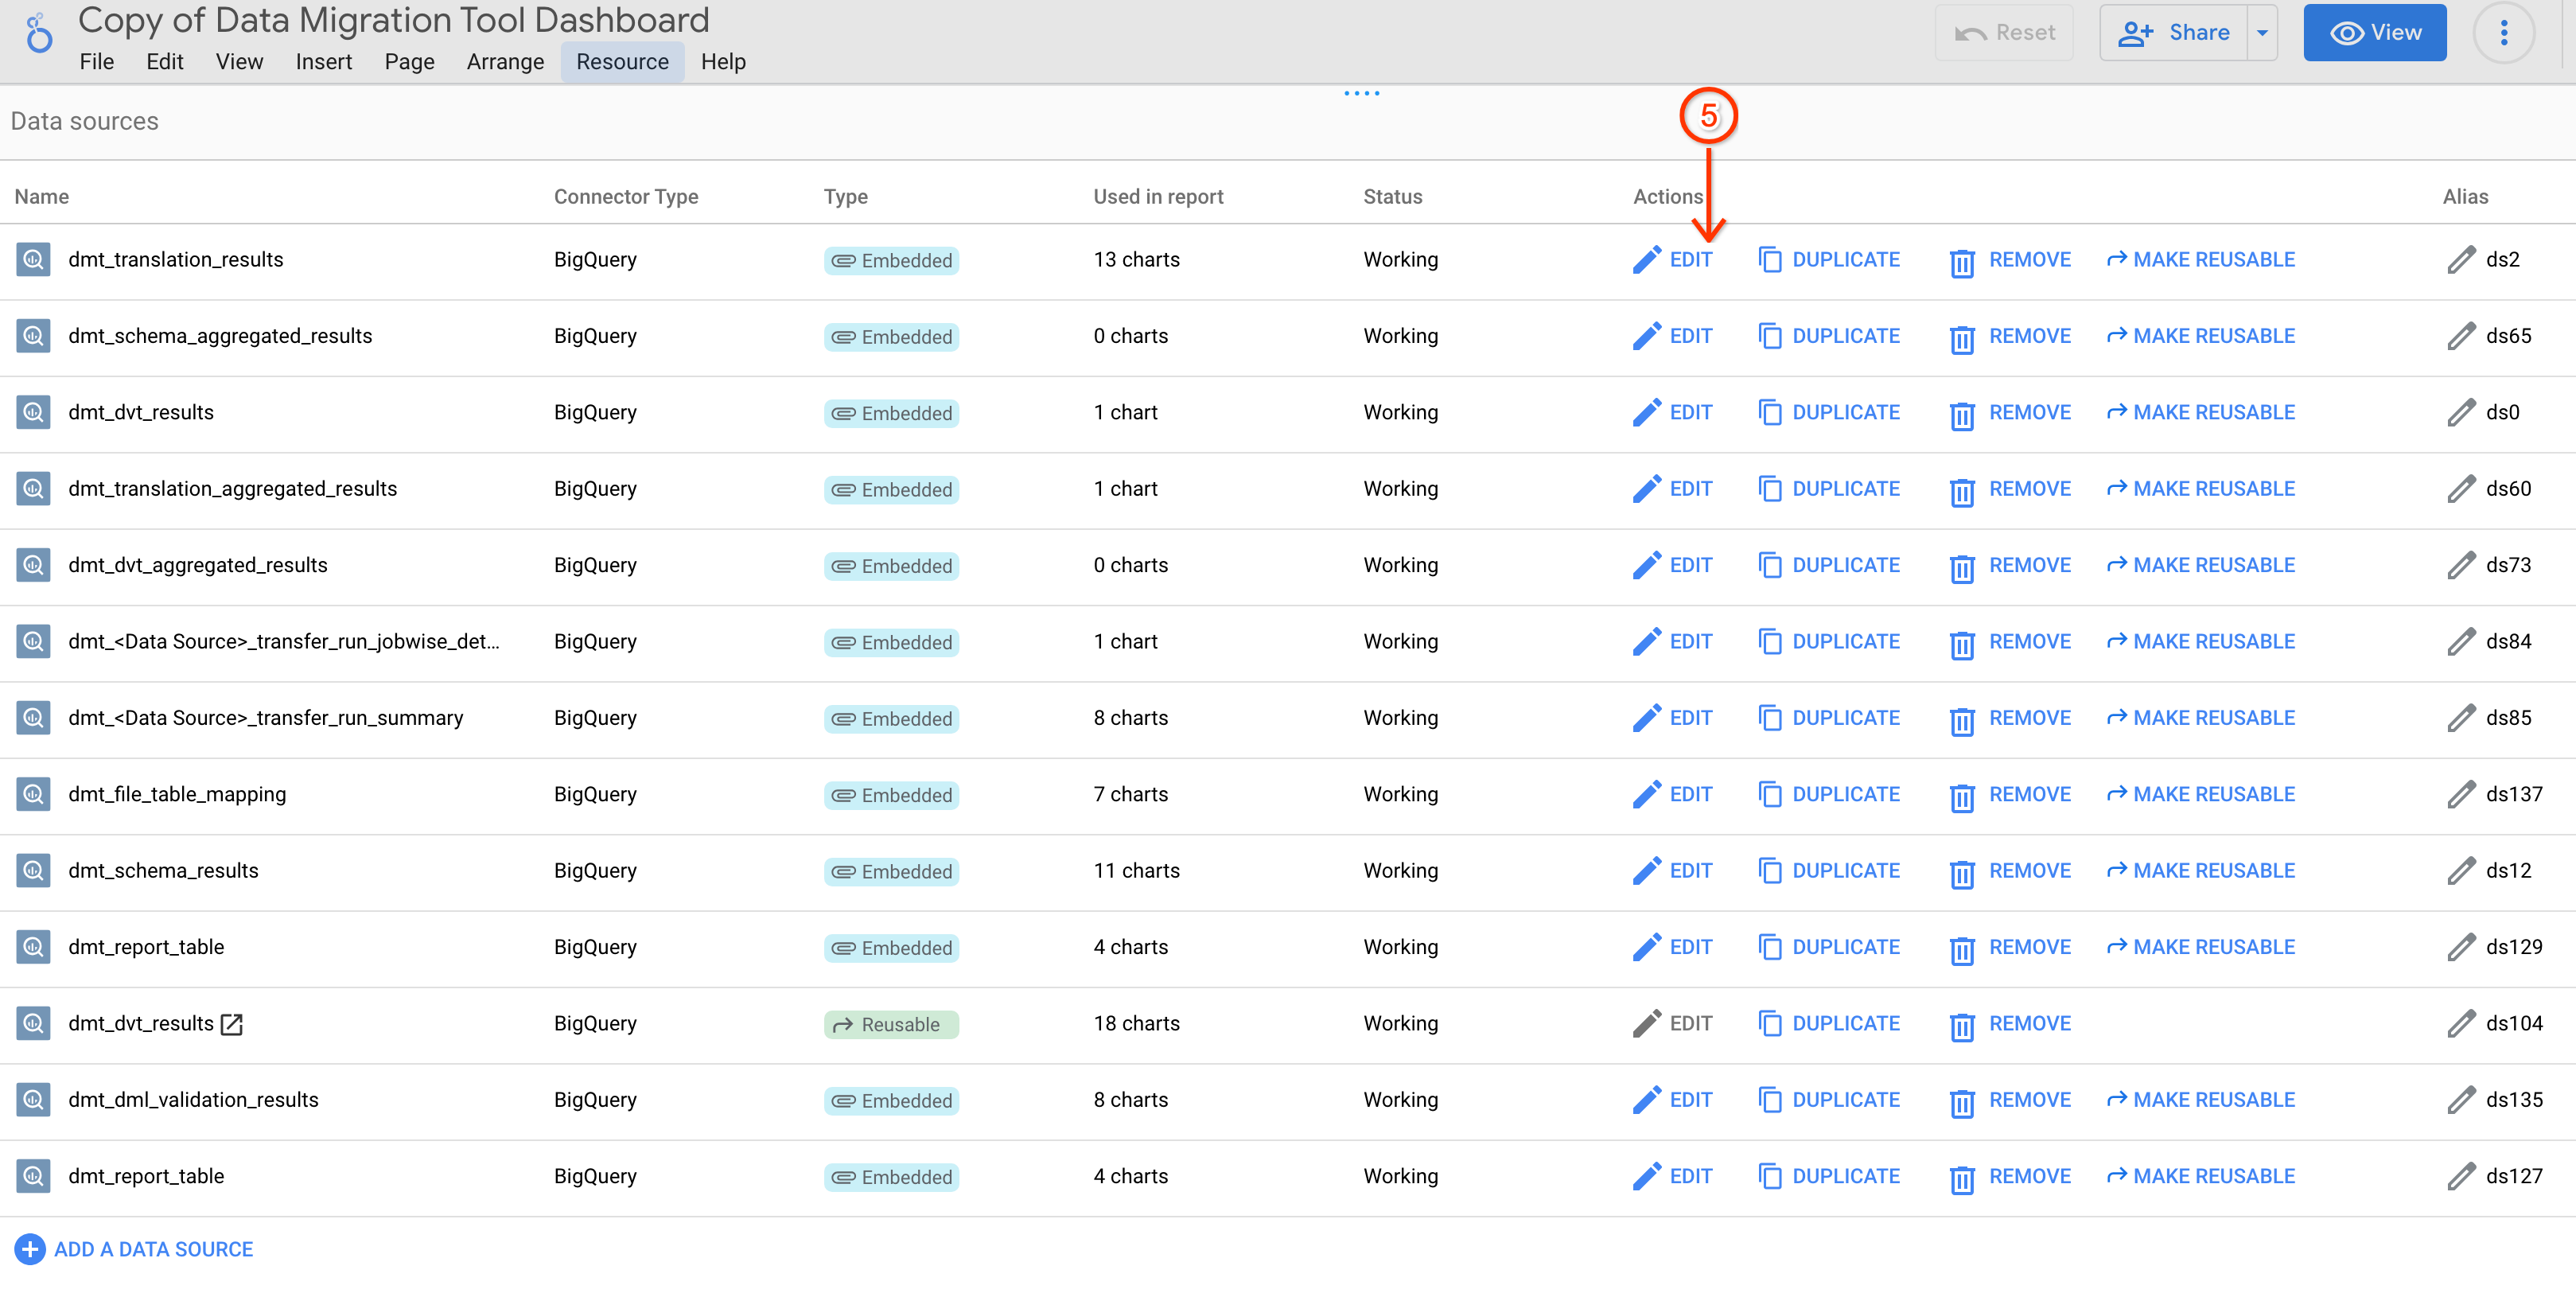 Copy of Data Migration Tool Dashboard
File Edit View Insert Page Arrange Resource Help
Reset Share View
Data sources
5
Name Connector Type Type Used in report Status Actions Alias
dmt_translation_results BigQuery Embedded 13 charts Working EDIT DUPLICATE REMOVE MAKE REUSABLE ds2
dmt_schema_aggregated_results BigQuery Embedded 0 charts Working EDIT DUPLICATE REMOVE MAKE REUSABLE ds65
dmt_dvt_results BigQuery Embedded 1 chart Working EDIT DUPLICATE REMOVE MAKE REUSABLE ds0
dmt_translation_aggregated_results BigQuery Embedded 1 chart Working EDIT DUPLICATE REMOVE MAKE REUSABLE ds60
dmt_dvt_aggregated_results BigQuery Embedded 0 charts Working EDIT DUPLICATE REMOVE MAKE REUSABLE ds73
dmt_<Data Source>_transfer_run_jobwise_det... BigQuery Embedded 1 chart Working EDIT DUPLICATE REMOVE MAKE REUSABLE ds84
dmt_<Data Source>_transfer_run_summary BigQuery Embedded 8 charts Working EDIT DUPLICATE REMOVE MAKE REUSABLE ds85
dmt_file_table_mapping BigQuery Embedded 7 charts Working EDIT DUPLICATE REMOVE MAKE REUSABLE ds137
dmt_schema_results BigQuery Embedded 11 charts Working EDIT DUPLICATE REMOVE MAKE REUSABLE ds12
dmt_report_table BigQuery Embedded 4 charts Working EDIT DUPLICATE REMOVE MAKE REUSABLE ds129
dmt_dvt_results BigQuery Reusable 18 charts Working EDIT DUPLICATE REMOVE ds104
dmt_dml_validation_results BigQuery Embedded 8 charts Working EDIT DUPLICATE REMOVE MAKE REUSABLE ds135
dmt_report_table BigQuery Embedded 4 charts Working EDIT DUPLICATE REMOVE MAKE REUSABLE ds127
ADD A DATA SOURCE